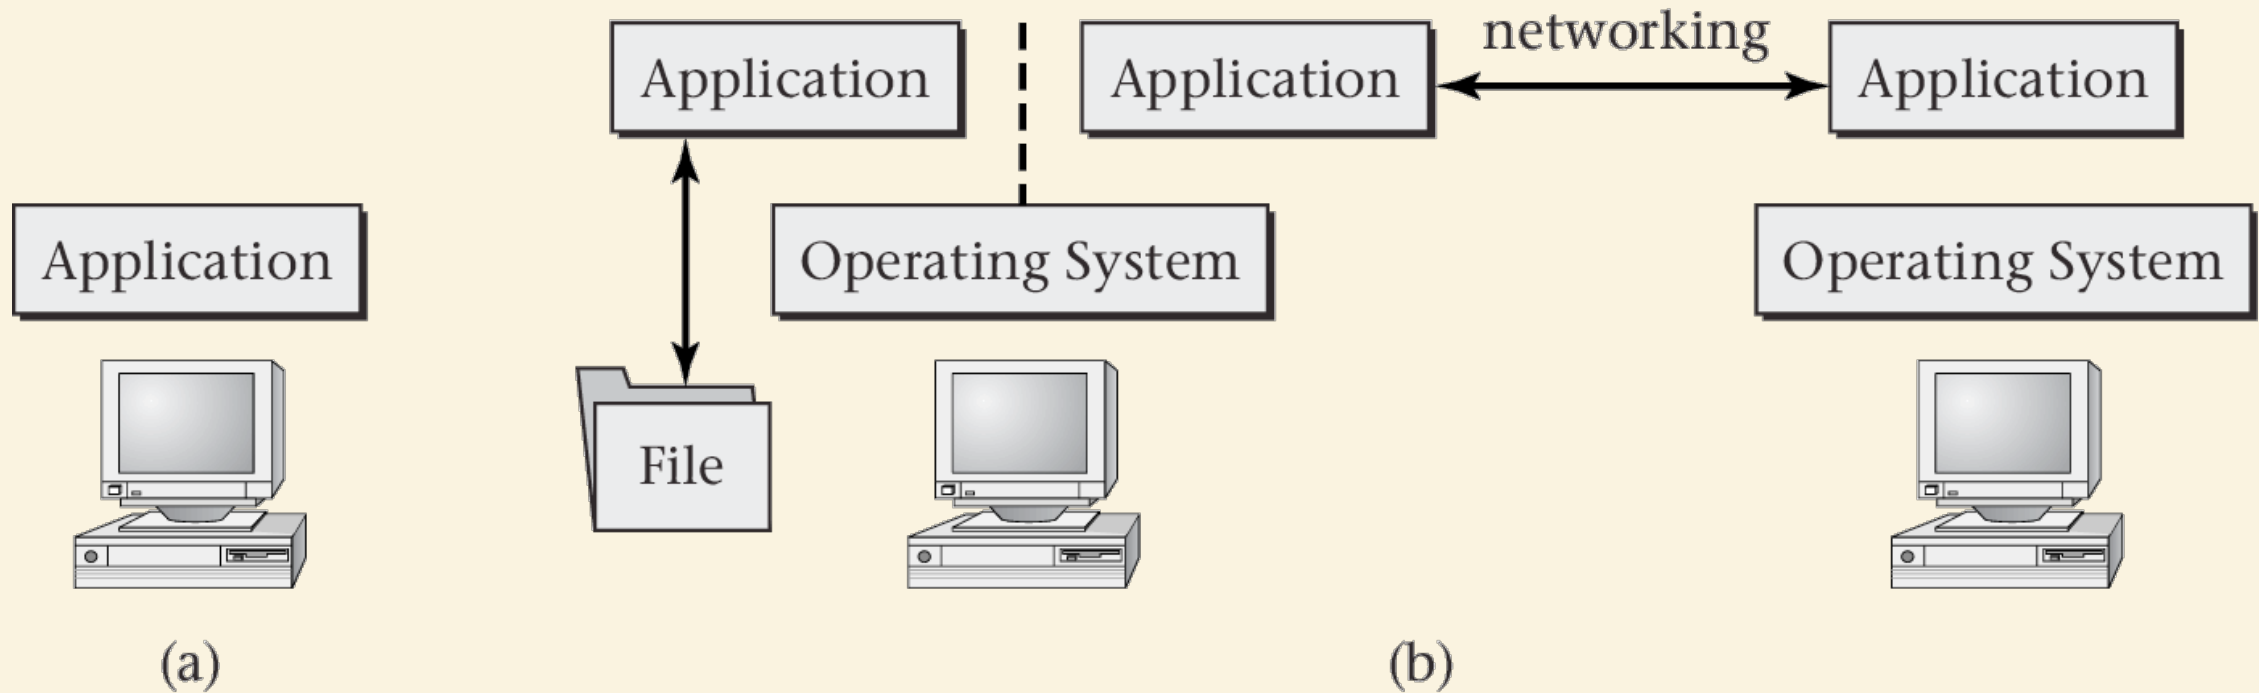 networking
Application
Application
Application
Application
Operating System
Operating System
File
(a)
(b)